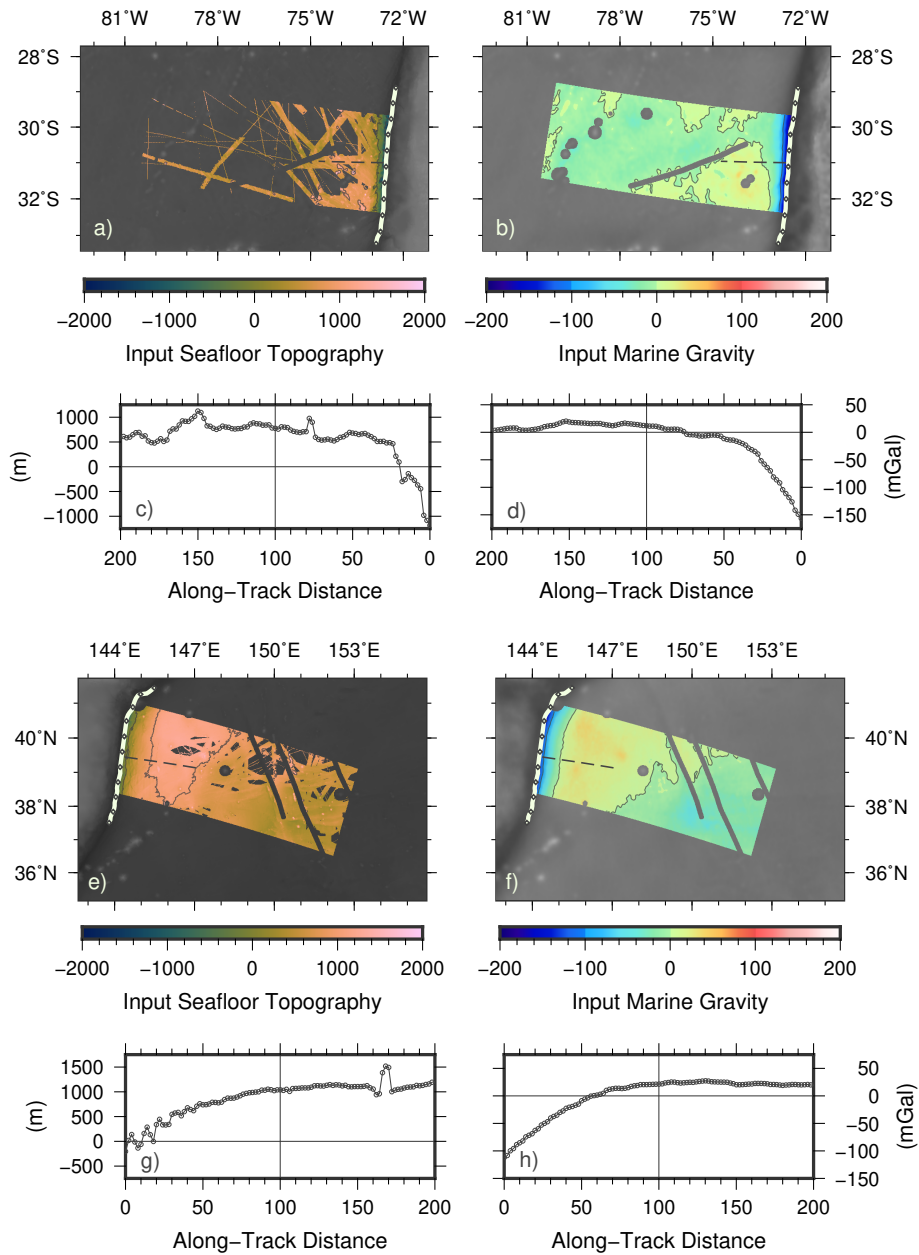 81˚W 78˚W 75˚W 72˚W 81˚W 78˚W 75˚W 72˚W
28˚S 28˚S
30˚S 30˚S
32˚S 32˚S
a) b)
−2000 −1000 0 1000 2000 −200 −100 0 100 200
Input Seafloor Topography Input Marine Gravity
1000 50
500 0
0 −50
−500 −100
−1000 −150
(m) (mGal)
c) d)
200 150 100 50 0 200 150 100 50 0
Along−Track Distance Along−Track Distance
144˚E 147˚E 150˚E 153˚E 144˚E 147˚E 150˚E 153˚E
40˚N 40˚N
38˚N 38˚N
36˚N 36˚N
e) f)
−2000 −1000 0 1000 2000 −200 −100 0 100 200
Input Seafloor Topography Input Marine Gravity
1500 50
1000 0
500 −50
0 −100
−500 −150
(m) (mGal)
g) h)
0 50 100 150 200 0 50 100 150 200
Along−Track Distance Along−Track Distance